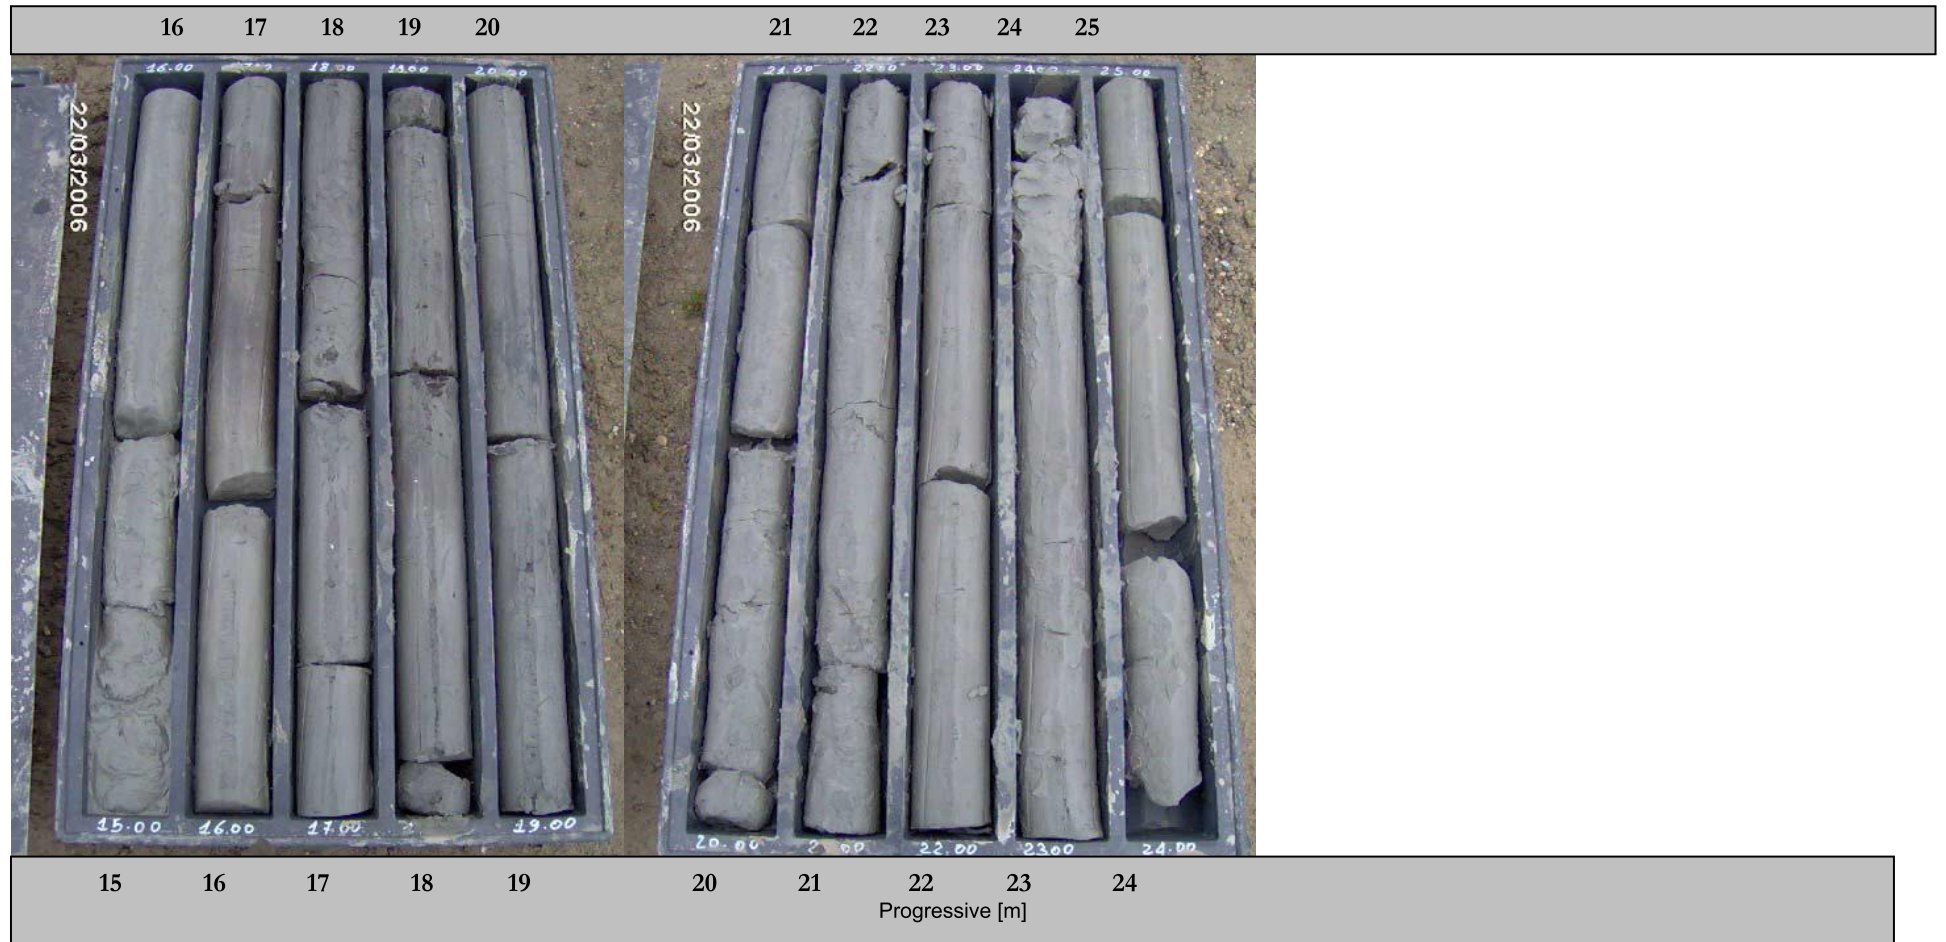 16 17 18 19 20 21 22 23 24 25
16.00 18.00 20.00 21.00 23.00 25.00
22/03/2006 22/03/2006
15.00 16.00 17.00 19.00 20.00 22.00 23.00 24.00
15 16 17 18 19 20 21 22 23 24
Progressive [m]